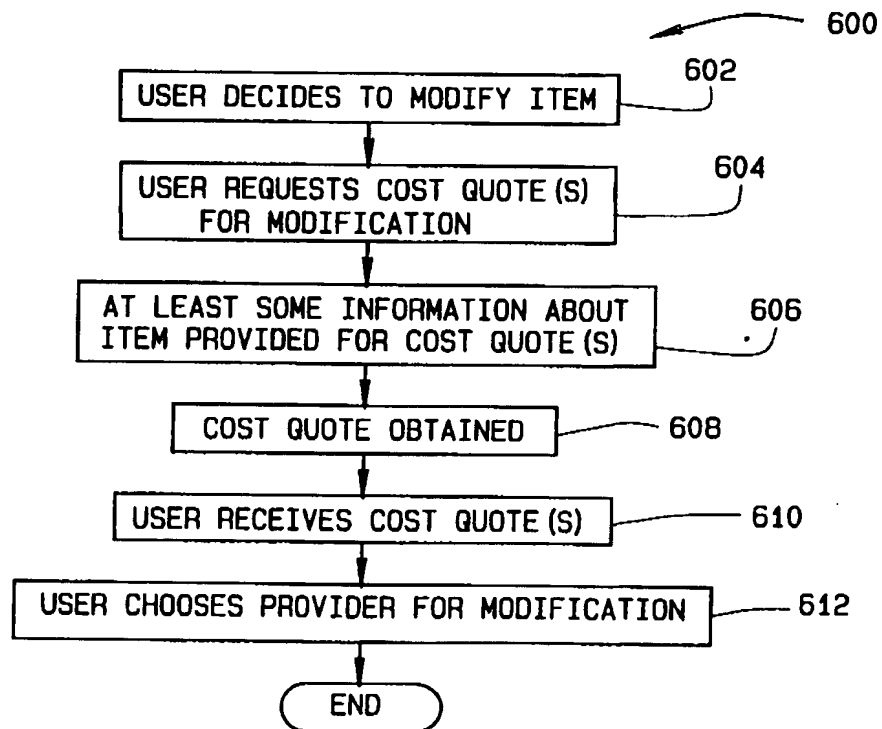 600
602
USER DECIDES TO MODIFY ITEM
604
USER REQUESTS COST QUOTE(S)
FOR MODIFICATION
AT LEAST SOME INFORMATION ABOUT
ITEM PROVIDED FOR COST QUOTE(S)
606
COST QUOTE OBTAINED
608
USER RECEIVES COST QUOTE(S)
610
USER CHOOSES PROVIDER FOR MODIFICATION
612
END